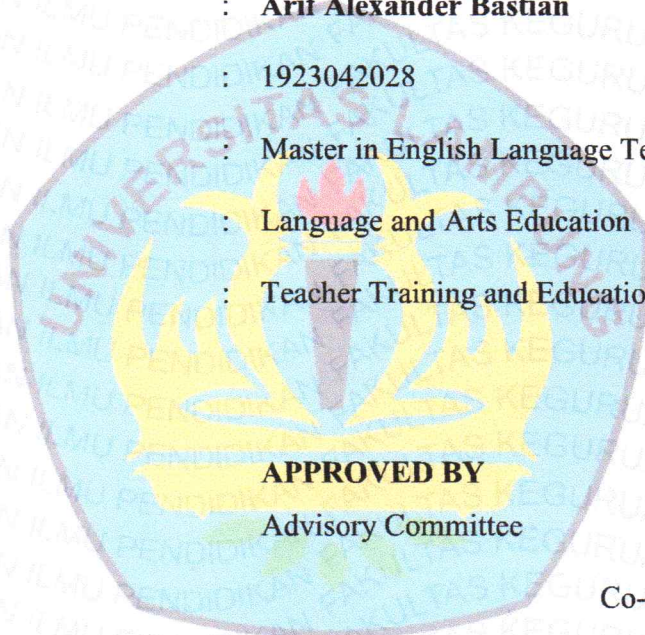 : Arif Alexander Bastian
: 1923042028
: Master in English Language Te
: Language and Arts Education
: Teacher Training and Educatio
UNIVERSITAS LAMPUNG
APPROVED BY
Advisory Committee
Co-